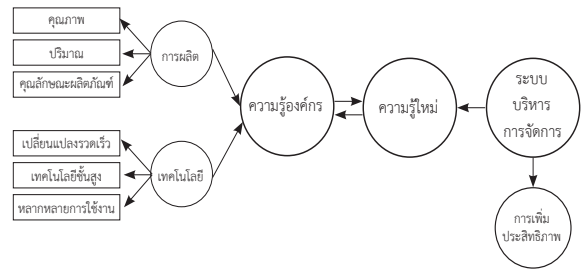 คุณภาพ
ปริมาณ
คุณลักษณะผลิตภัณฑ์
การผลิต
เปลี่ยนแปลงรวดเร็ว
เทคโนโลยีชั้นสูง
หลากหลายการใช้งาน
เทคโนโลยี
ความรู้องค์กร
ความรู้ใหม่
ระบบ
บริหาร
การจัดการ
การเพิ่ม
ประสิทธิภาพ